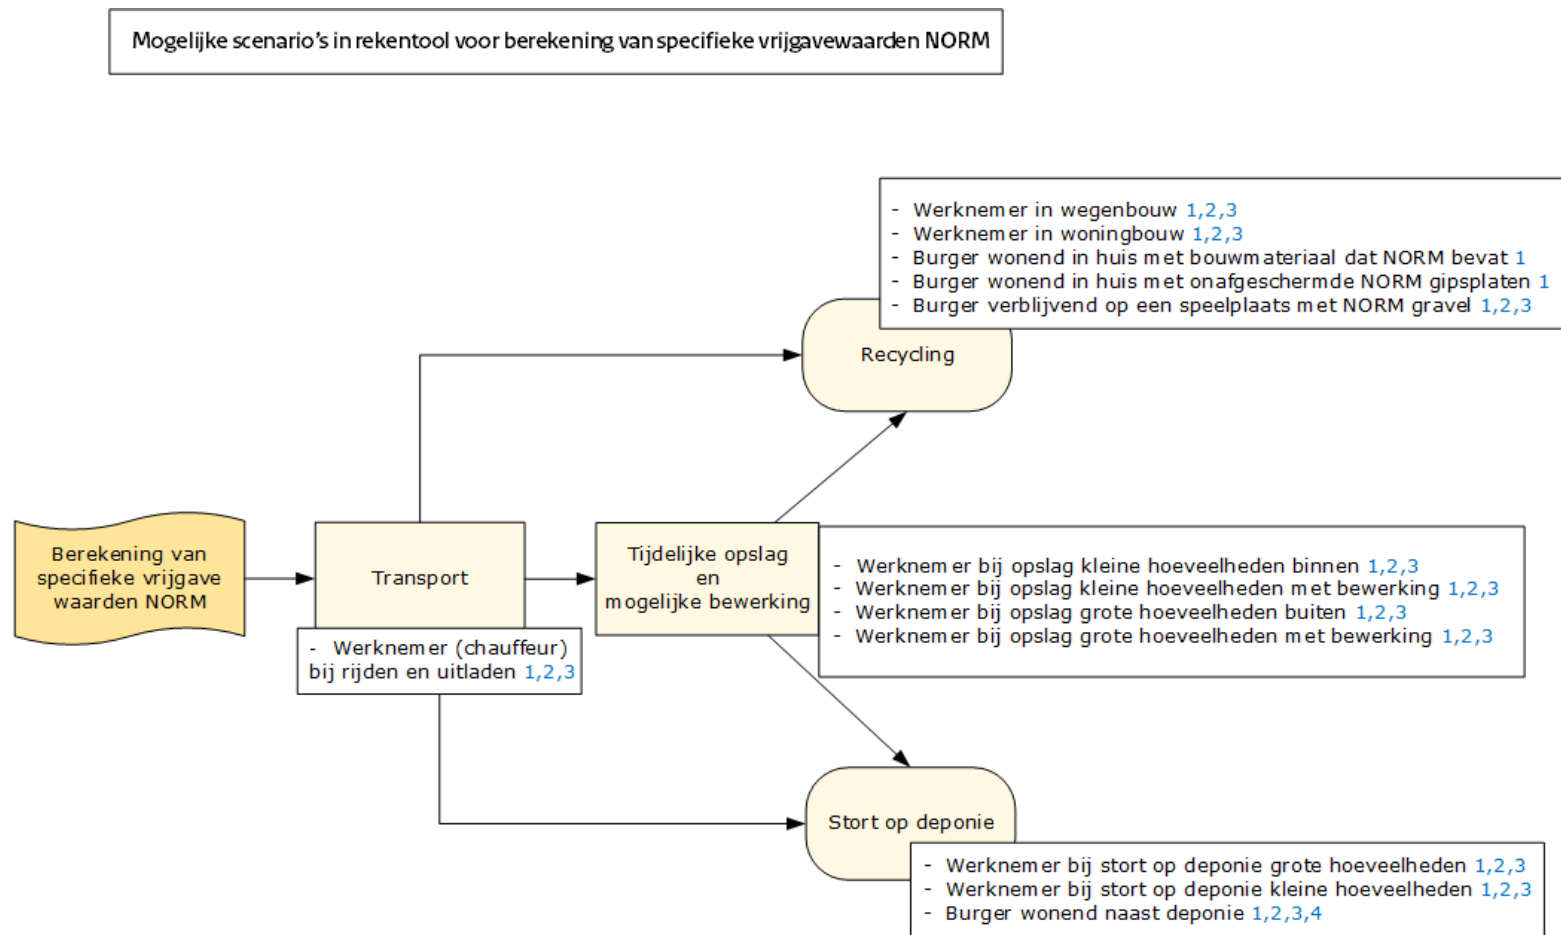 Mogelijke scenario's in rekentool voor berekening van specifieke vrijgavewaarden NORM
- Werknemer in wegenbouw 1,2,3
- Werknemer in woningbouw 1,2,3
- Burger wonend in huis met bouwmateriaal dat NORM bevat 1
- Burger wonend in huis met onafgeschermde NORM gipsplaten 1
- Burger verblijvend op een speelplaats met NORM gravel 1,2,3
Recycling
Berekening van
specifieke vrijgave
waarden NORM
Transport
- Werknemer (chauffeur)
bij rijden en uitladen 1,2,3
Tijdelijke opslag
en
mogelijke bewerking
- Werknemer bij opslag kleine hoeveelheden binnen 1,2,3
- Werknemer bij opslag kleine hoeveelheden met bewerking 1,2,3
- Werknemer bij opslag grote hoeveelheden buiten 1,2,3
- Werknemer bij opslag grote hoeveelheden met bewerking 1,2,3
Stort op deponie
- Werknemer bij stort op deponie grote hoeveelheden 1,2,3
- Werknemer bij stort op deponie kleine hoeveelheden 1,2,3
- Burger wonend naast deponie 1,2,3,4